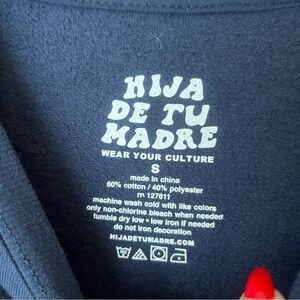 HIJA
DE TU
MADRE
WEAR YOUR CULTURE
S
made in china
60% cotton / 40% polyester
rn 127611
machine wash cold with like colors
only non-chlorine bleach when needed
tumble dry low • low iron if needed
do not iron decoration
HIJADETUMADRE.COM